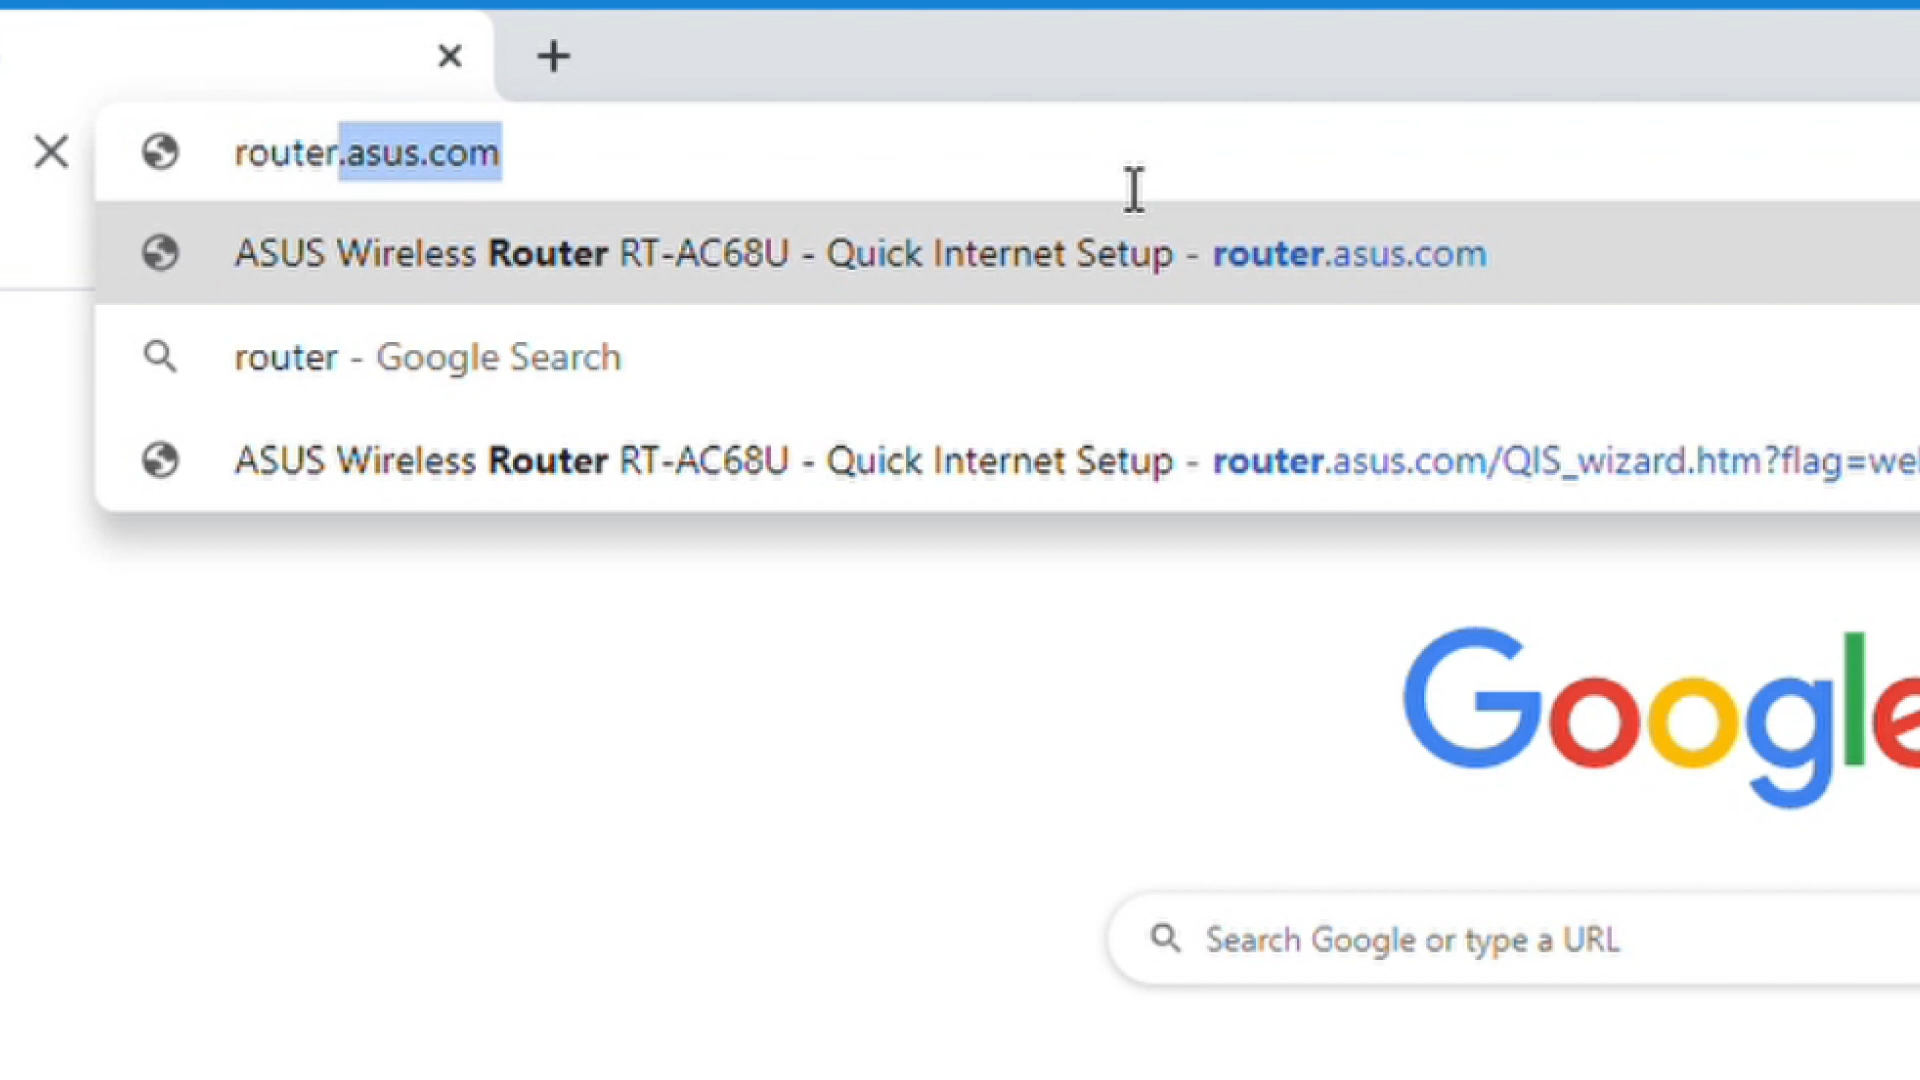 router.asus.com
ASUS Wireless Router RT-AC68U - Quick Internet Setup - router.asus.com
router - Google Search
ASUS Wireless Router RT-AC68U - Quick Internet Setup - router.asus.com/QIS_wizard.htm?flag=wel
Google
Search Google or type a URL